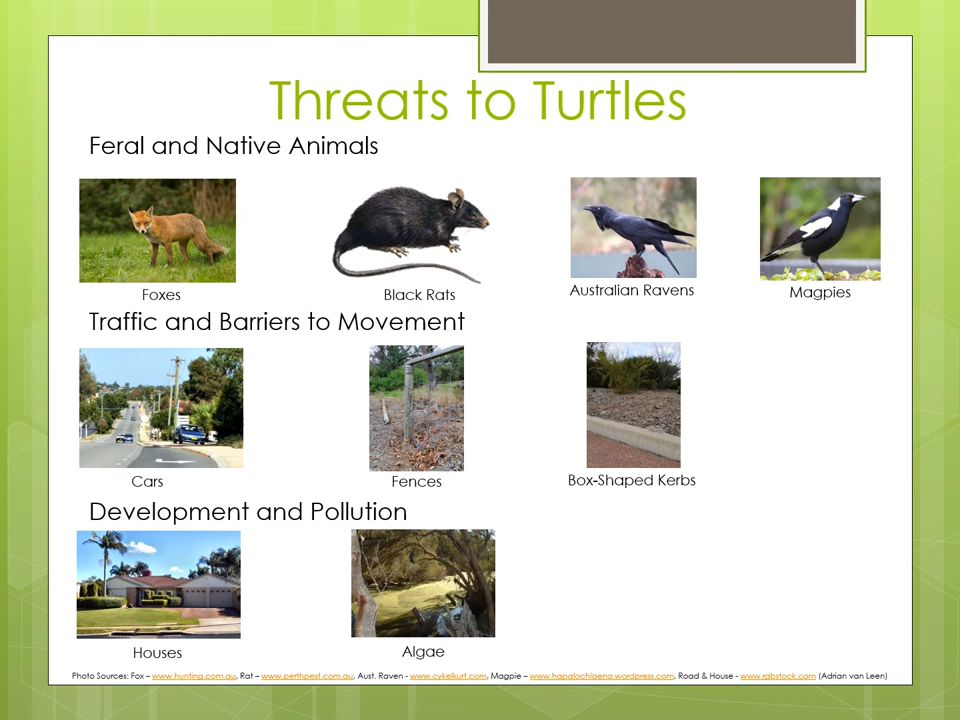 Threats to Turtles
Feral and Native Animals
Foxes
Black Rats
Australian Ravens
Magpies
Traffic and Barriers to Movement
Cars
Fences
Box-Shaped Kerbs
Development and Pollution
Houses
Algae
Photo Sources: Fox – www.hunting.com.au, Rat – www.perthpest.com.au, Aust. Raven - www.cykelkurt.com, Magpie – www.hapalochlaena.wordpress.com, Road & House - www.rgbstock.com (Adrian van Leen)